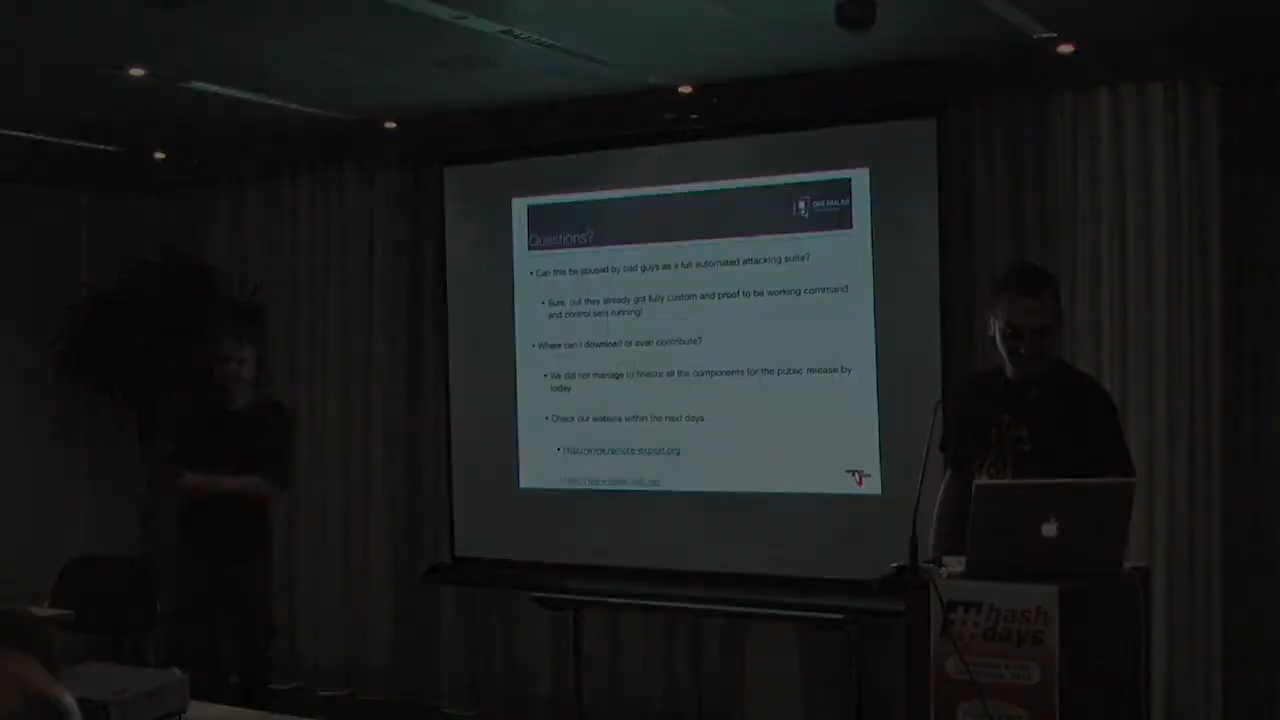 DREAMLAB
Questions?
• Can this be abused by bad guys as a full automated attacking suite?
• Sure, but they already got fully custom and proof to be working command
and control sets running!
• Where can I download or even contribute?
• We did not manage to finalize all the components for the public release by
today
• Check our website within the next days
hash
days